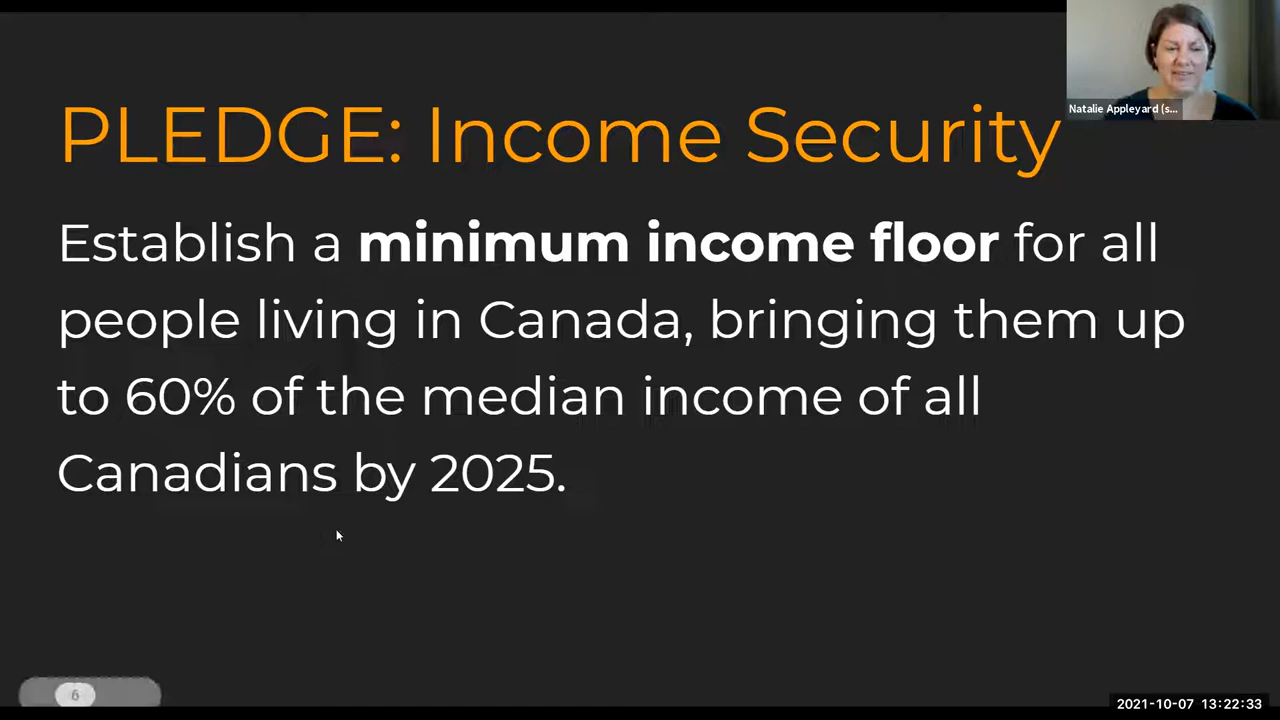 Natalie Appleyard (s...
PLEDGE: Income Security
Establish a minimum income floor for all
people living in Canada, bringing them up
to 60% of the median income of all
Canadians by 2025.
6
2021-10-07 13:22:33